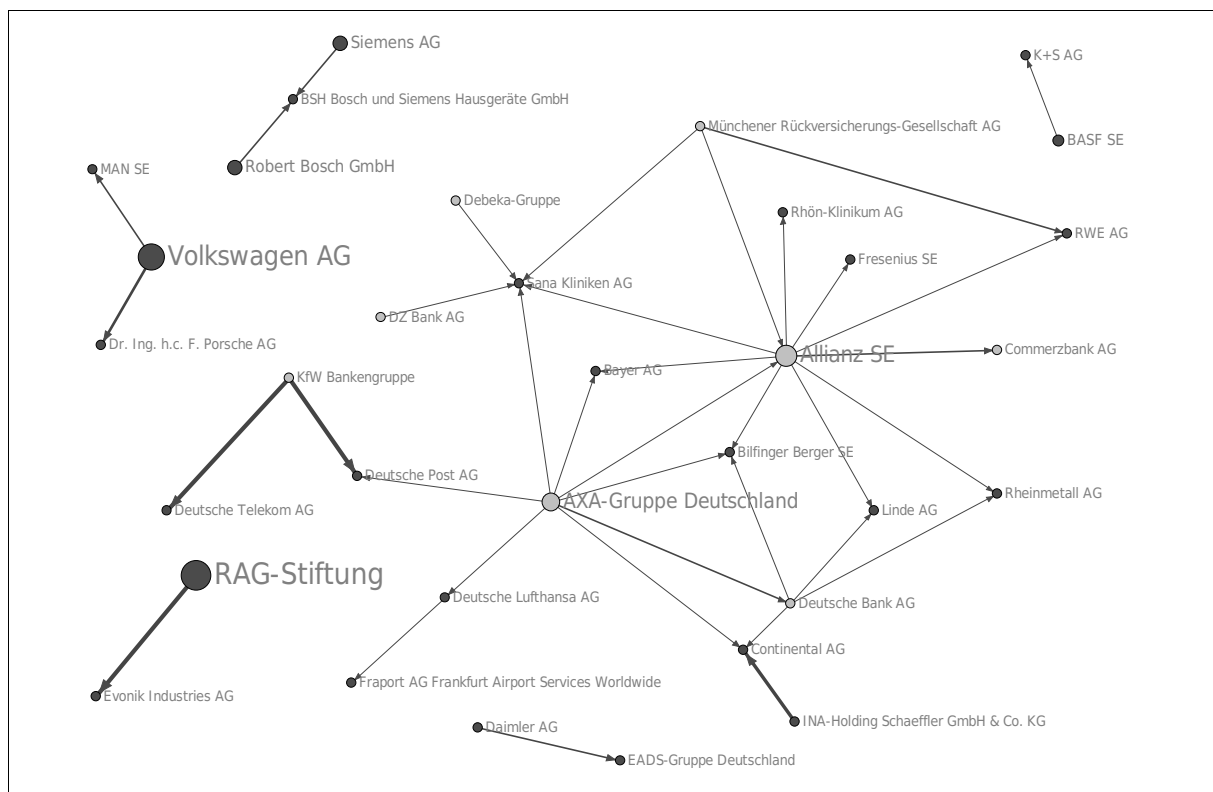 Siemens AG
K+S AG
BSH Bosch und Siemens Hausgeräte GmbH
Münchener Rückversicherungs-Gesellschaft AG
BASF SE
Robert Bosch GmbH
MAN SE
Debeka-Gruppe
Rhön-Klinikum AG
RWE AG
Volkswagen AG
Fresenius SE
Sana Kliniken AG
DZ Bank AG
Dr. Ing. h.c. F. Porsche AG
Commerzbank AG
Allianz SE
Bayer AG
KfW Bankengruppe
Bilfinger Berger SE
Deutsche Post AG
Rheinmetall AG
AXA-Gruppe Deutschland
Deutsche Telekom AG
Linde AG
RAG-Stiftung
Deutsche Lufthansa AG
Deutsche Bank AG
Continental AG
Fraport AG Frankfurt Airport Services Worldwide
Evonik Industries AG
INA-Holding Schaeffler GmbH & Co. KG
Daimler AG
EADS-Gruppe Deutschland